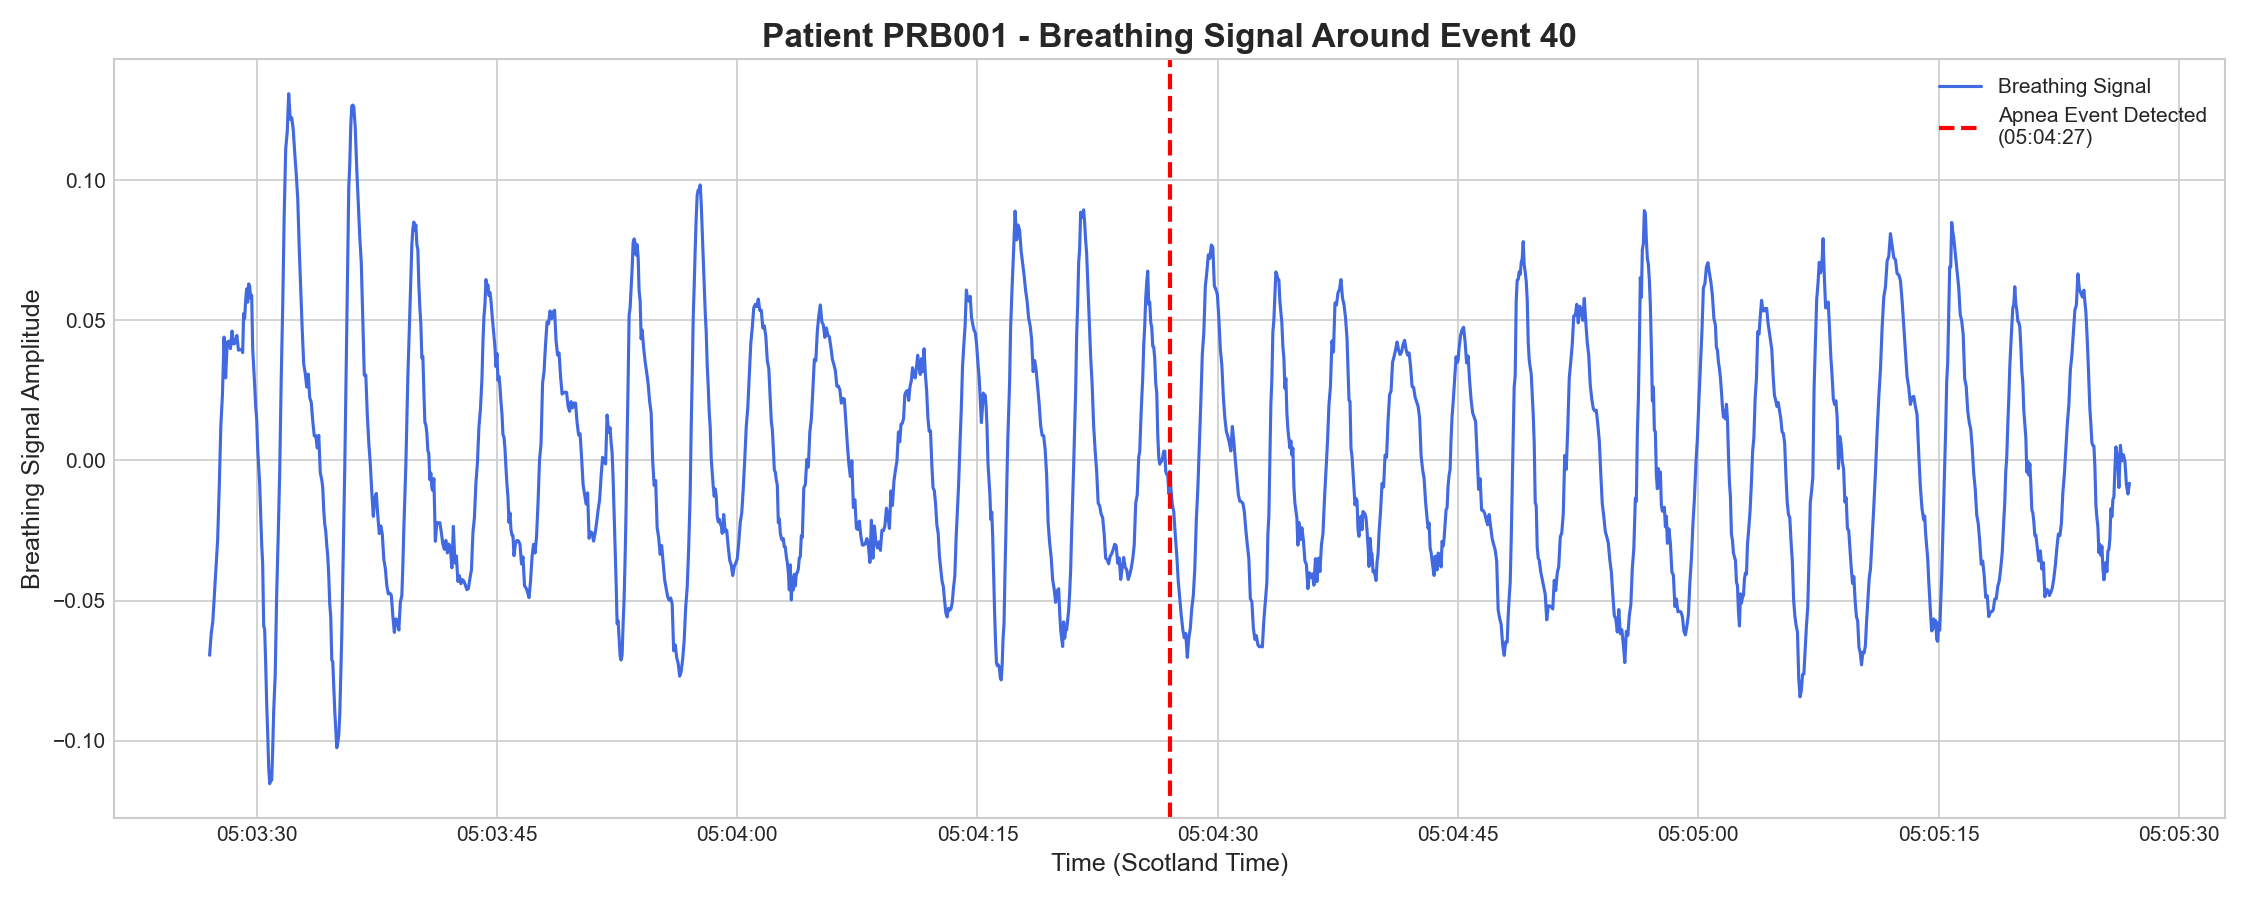 Patient PRB001 - Breathing Signal Around Event 40
Breathing Signal
Apnea Event Detected
(05:04:27)
Breathing Signal Amplitude
0.10
0.05
0.00
−0.05
−0.10
05:03:30 05:03:45 05:04:00 05:04:15 05:04:30 05:04:45 05:05:00 05:05:15 05:05:30
Time (Scotland Time)